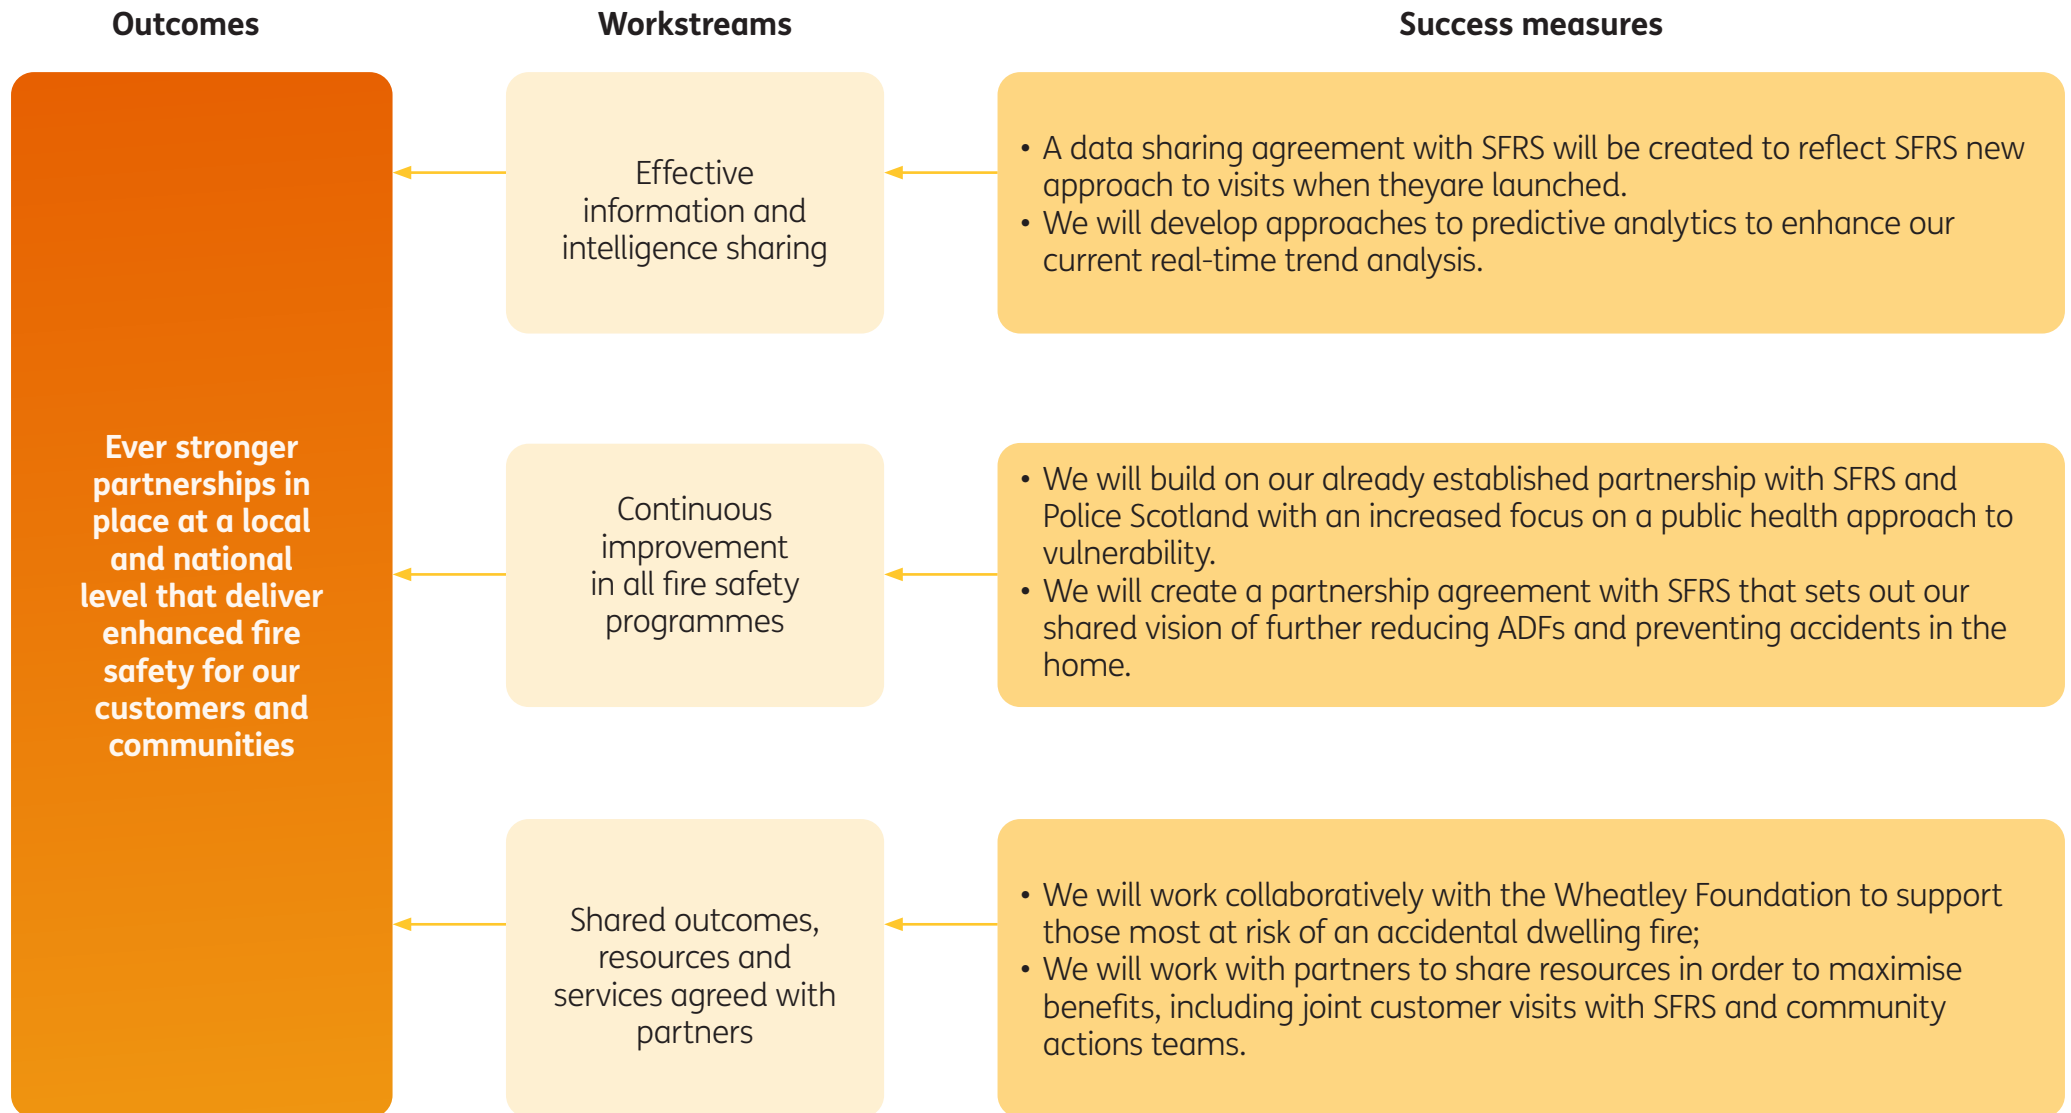 Outcomes
Workstreams
Success measures
Ever stronger
partnerships in
place at a local
and national
level that deliver
enhanced fire
safety for our
customers and
communities
Effective
information and
intelligence sharing
• A data sharing agreement with SFRS will be created to reflect SFRS new
approach to visits when theyare launched.
• We will develop approaches to predictive analytics to enhance our
current real-time trend analysis.
Continuous
improvement
in all fire safety
programmes
• We will build on our already established partnership with SFRS and
Police Scotland with an increased focus on a public health approach to
vulnerability.
• We will create a partnership agreement with SFRS that sets out our
shared vision of further reducing ADFs and preventing accidents in the
home.
Shared outcomes,
resources and
services agreed with
partners
• We will work collaboratively with the Wheatley Foundation to support
those most at risk of an accidental dwelling fire;
• We will work with partners to share resources in order to maximise
benefits, including joint customer visits with SFRS and community
actions teams.